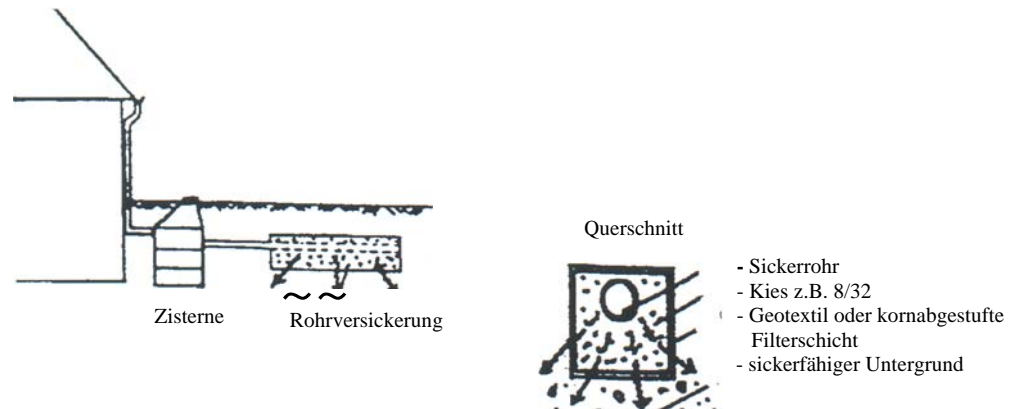 Zisterne
Rohrversickerung
Querschnitt
- Sickerrohr
- Kies z.B. 8/32
- Geotextil oder kornabgestufte
Filterschicht
- sickerfähiger Untergrund